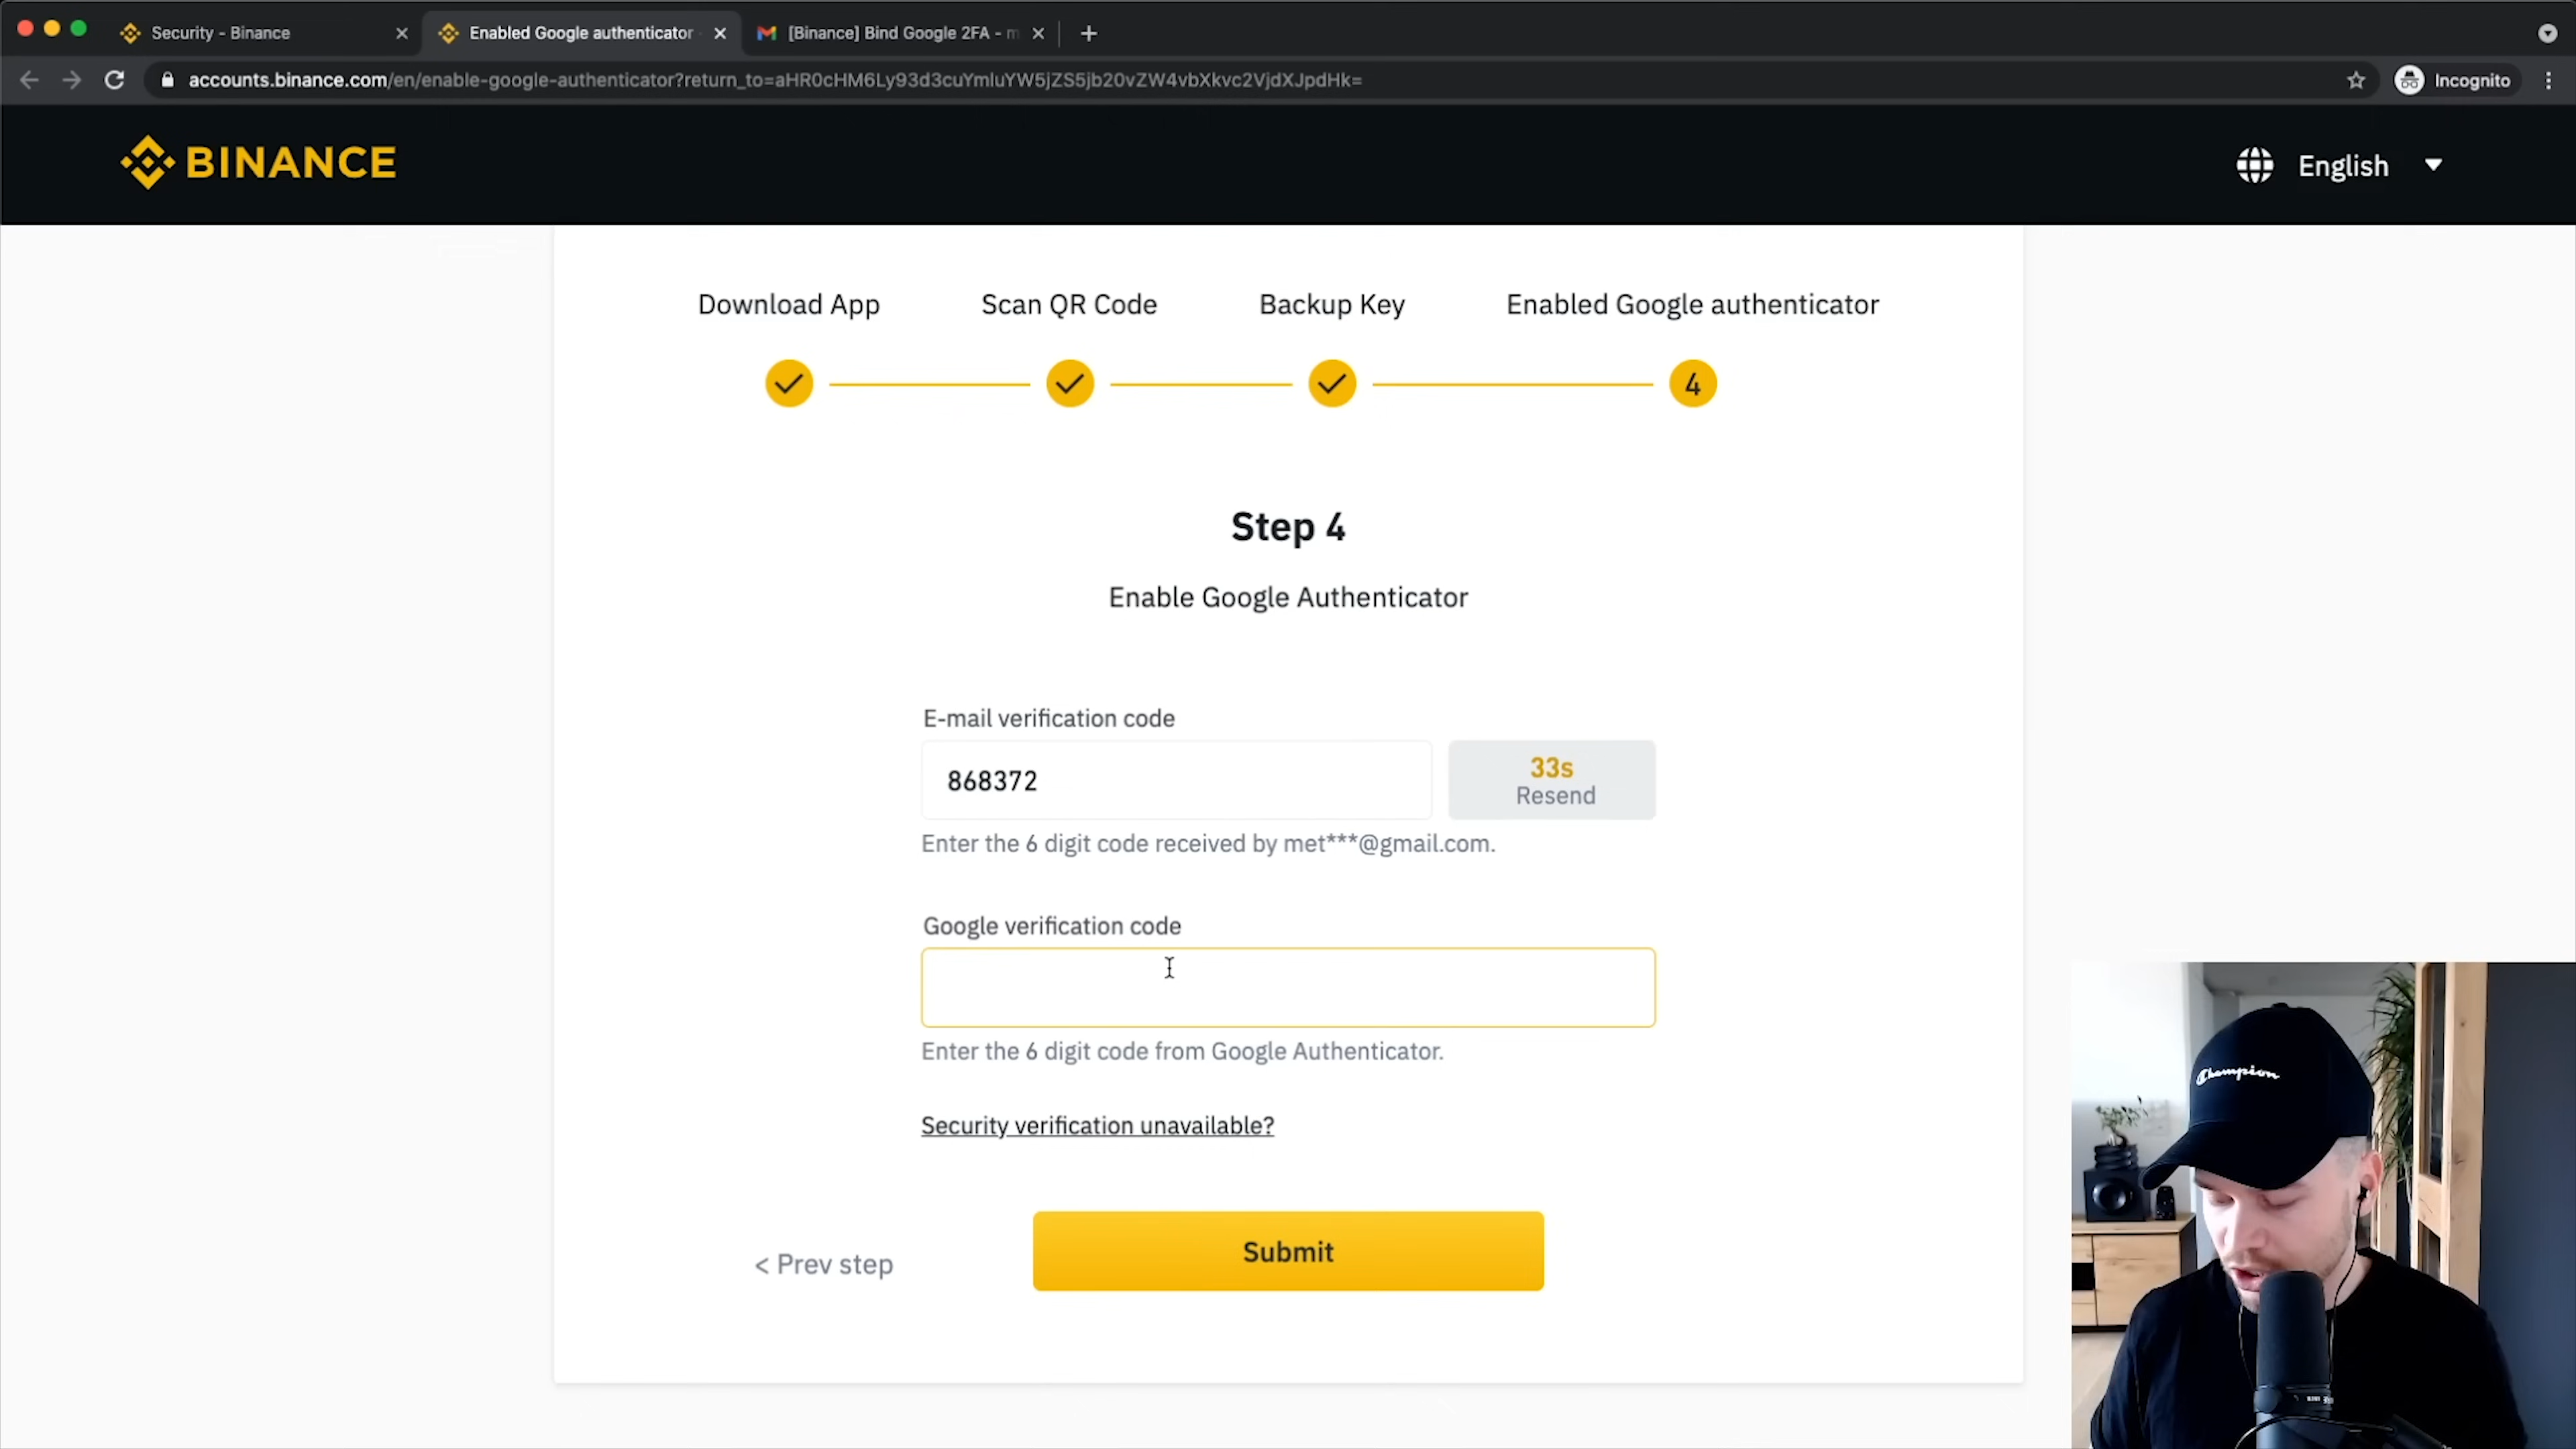 Security - Binance
Enabled Google authenticator
[Binance] Bind Google 2FA - m
accounts.binance.com/en/enable-google-authenticator?return_to=aHR0cHM6Ly93d3cuYmluYW5jZS5jb20vZW4vbXkvc2VjdXJpdHk=
Incognito
BINANCE
English
Download App
Scan QR Code
Backup Key
Enabled Google authenticator
4
Step 4
Enable Google Authenticator
E-mail verification code
868372
33s
Resend
Enter the 6 digit code received by met***@gmail.com.
Google verification code
Enter the 6 digit code from Google Authenticator.
Security verification unavailable?
< Prev step
Submit
Champion